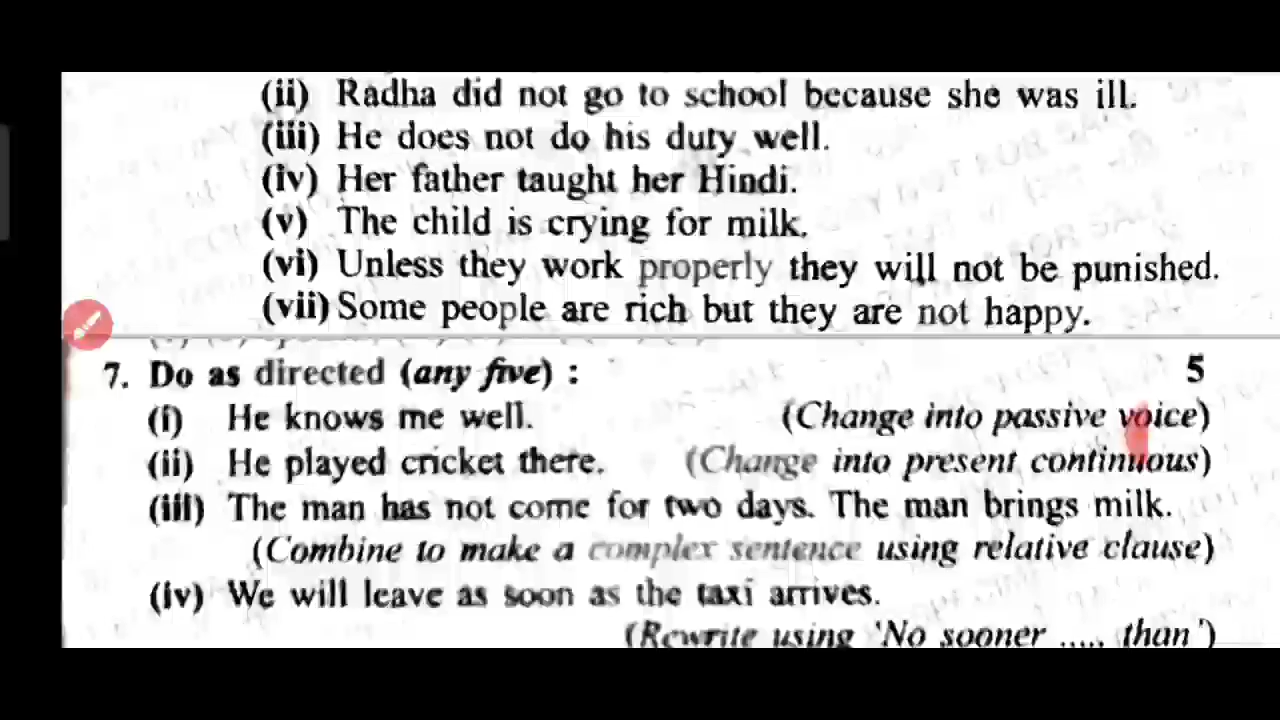 (ii) Radha did not go to school because she was ill.
(iii) He does not do his duty well.
(iv) Her father taught her Hindi.
(v) The child is crying for milk.
(vi) Unless they work properly they will not be punished.
(vii) Some people are rich but they are not happy.
7. Do as directed (any five) : 5
(i) He knows me well. (Change into passive voice)
(ii) He played cricket there. (Change into present continuous)
(iii) The man has not come for two days. The man brings milk.
(Combine to make a complex sentence using relative clause)
(iv) We will leave as soon as the taxi arrives.
(Rewrite using 'No sooner ..... than')